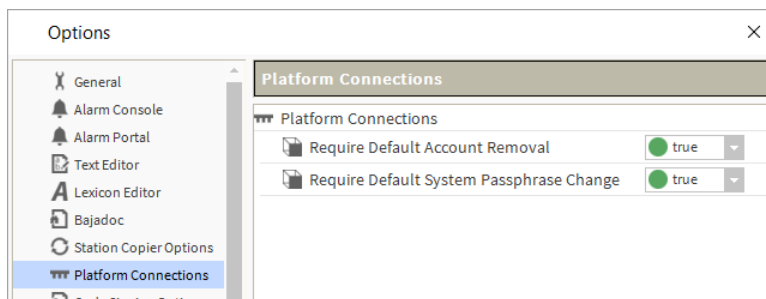 Options
General
Alarm Console
Alarm Portal
Text Editor
Lexicon Editor
Bajadoc
Station Copier Options
Platform Connections
Platform Connections
Platform Connections
Require Default Account Removal true
Require Default System Passphrase Change true